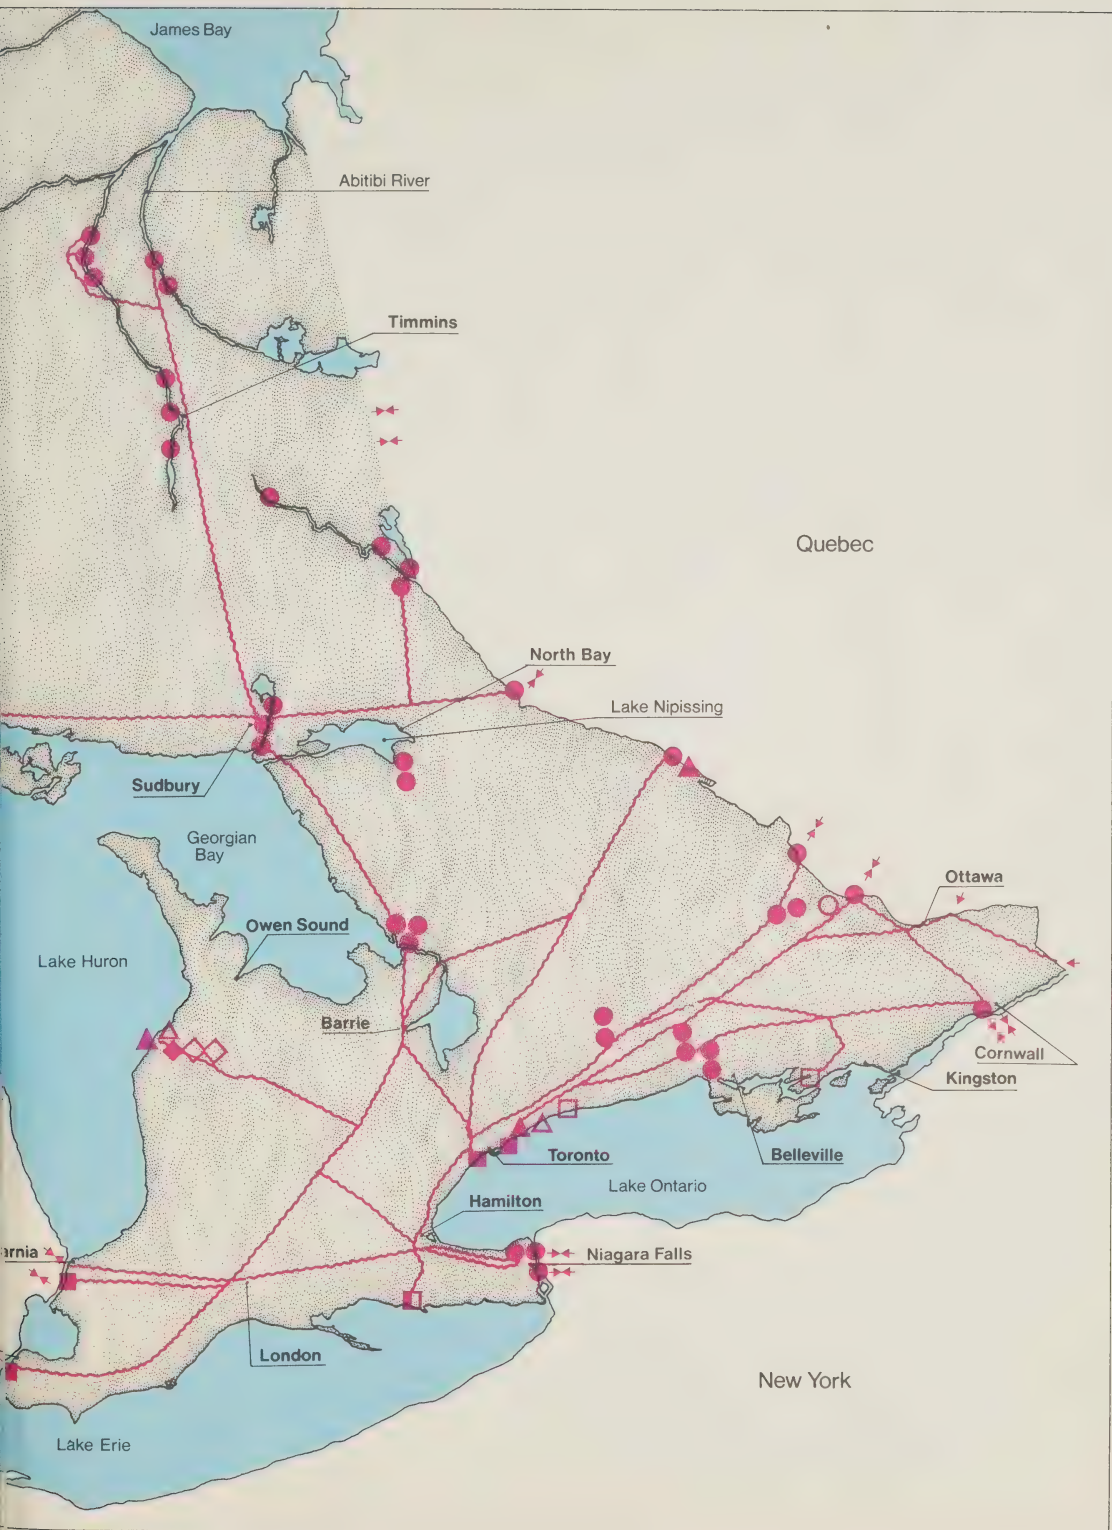 James Bay
Abitibi River
Timmins
Quebec
North Bay
Lake Nipissing
Sudbury
Georgian
Bay
Ottawa
Owen Sound
Lake Huron
Barrie
Cornwall
Kingston
Belleville
Toronto
Lake Ontario
Hamilton
arnia
Niagara Falls
London
New York
Lake Erie